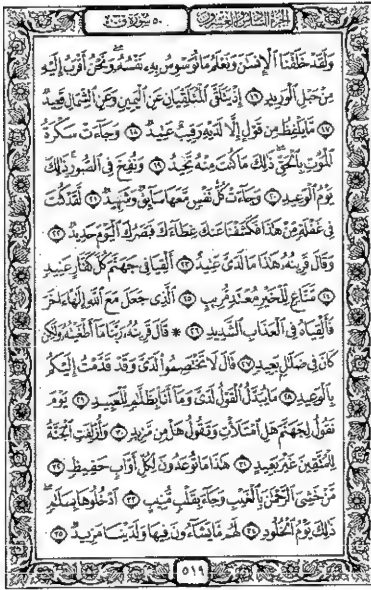 الجزء السادس والعشرون ٥٠ سورة ق
وَلَقَدْ خَلَقْنَا ٱلْإِنسَٰنَ وَنَعْلَمُ مَا تُوَسْوِسُ بِهِۦ نَفْسُهُۥ ۖ وَنَحْنُ أَقْرَبُ إِلَيْهِ
مِنْ حَبْلِ ٱلْوَرِيدِ ١٦ إِذْ يَتَلَقَّى ٱلْمُتَلَقِّيَانِ عَنِ ٱلْيَمِينِ وَعَنِ ٱلشِّمَالِ قَعِيدٌ
١٧ مَّا يَلْفِظُ مِن قَوْلٍ إِلَّا لَدَيْهِ رَقِيبٌ عَتِيدٌ ١٨ وَجَآءَتْ سَكْرَةُ
ٱلْمَوْتِ بِٱلْحَقِّ ۖ ذَٰلِكَ مَا كُنتَ مِنْهُ تَحِيدُ ١٩ وَنُفِخَ فِى ٱلصُّورِ ۚ ذَٰلِكَ
يَوْمُ ٱلْوَعِيدِ ٢٠ وَجَآءَتْ كُلُّ نَفْسٍ مَّعَهَا سَآئِقٌ وَشَهِيدٌ ٢١ لَّقَدْ كُنتَ
فِى غَفْلَةٍ مِّنْ هَٰذَا فَكَشَفْنَا عَنكَ غِطَآءَكَ فَبَصَرُكَ ٱلْيَوْمَ حَدِيدٌ ٢٢
وَقَالَ قَرِينُهُۥ هَٰذَا مَا لَدَىَّ عَتِيدٌ ٢٣ أَلْقِيَا فِى جَهَنَّمَ كُلَّ كَفَّارٍ عَنِيدٍ
٢٤ مَّنَّاعٍ لِّلْخَيْرِ مُعْتَدٍ مُّرِيبٍ ٢٥ ٱلَّذِى جَعَلَ مَعَ ٱللَّهِ إِلَٰهًا ءَاخَرَ
فَأَلْقِيَاهُ فِى ٱلْعَذَابِ ٱلشَّدِيدِ ٢٦ * قَالَ قَرِينُهُۥ رَبَّنَا مَآ أَطْغَيْتُهُۥ وَلَٰكِن
كَانَ فِى ضَلَٰلٍۭ بَعِيدٍ ٢٧ قَالَ لَا تَخْتَصِمُوا۟ لَدَىَّ وَقَدْ قَدَّمْتُ إِلَيْكُم
بِٱلْوَعِيدِ ٢٨ مَا يُبَدَّلُ ٱلْقَوْلُ لَدَىَّ وَمَآ أَنَا۠ بِظَلَّٰمٍ لِّلْعَبِيدِ ٢٩ يَوْمَ
نَقُولُ لِجَهَنَّمَ هَلِ ٱمْتَلَأْتِ وَتَقُولُ هَلْ مِن مَّزِيدٍ ٣٠ وَأُزْلِفَتِ ٱلْجَنَّةُ
لِلْمُتَّقِينَ غَيْرَ بَعِيدٍ ٣١ هَٰذَا مَا تُوعَدُونَ لِكُلِّ أَوَّابٍ حَفِيظٍ ٣٢
مَّنْ خَشِىَ ٱلرَّحْمَٰنَ بِٱلْغَيْبِ وَجَآءَ بِقَلْبٍ مُّنِيبٍ ٣٣ ٱدْخُلُوهَا بِسَلَٰمٍ ۖ
ذَٰلِكَ يَوْمُ ٱلْخُلُودِ ٣٤ لَهُم مَّا يَشَآءُونَ فِيهَا وَلَدَيْنَا مَزِيدٌ ٣٥
٥١٩